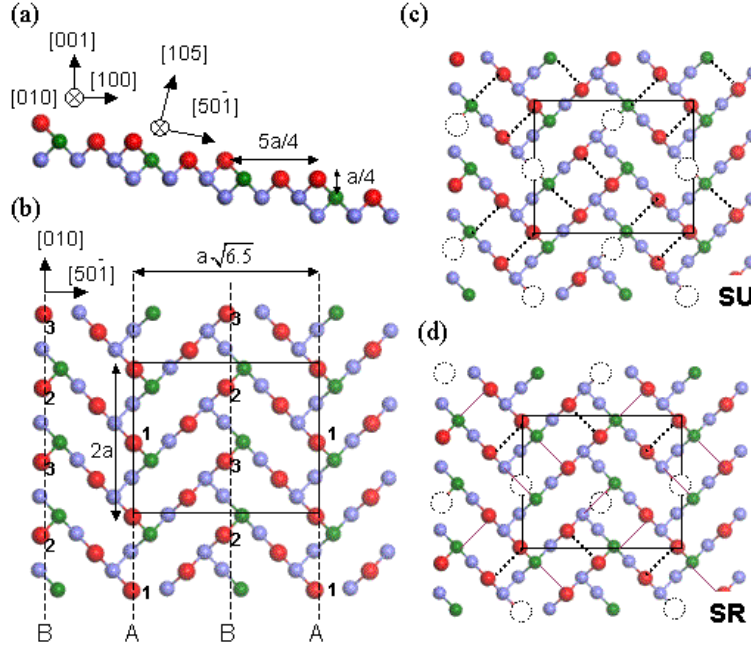 (a)
[001]
[100]
[010]
[105]
[501̄]
5a/4
a/4
(b)
[010]
[501̄]
a√6.5
2a
3 3
2 2
1 1
3 3
2 2
1 1
B A B A
(c)
SU
(d)
SR